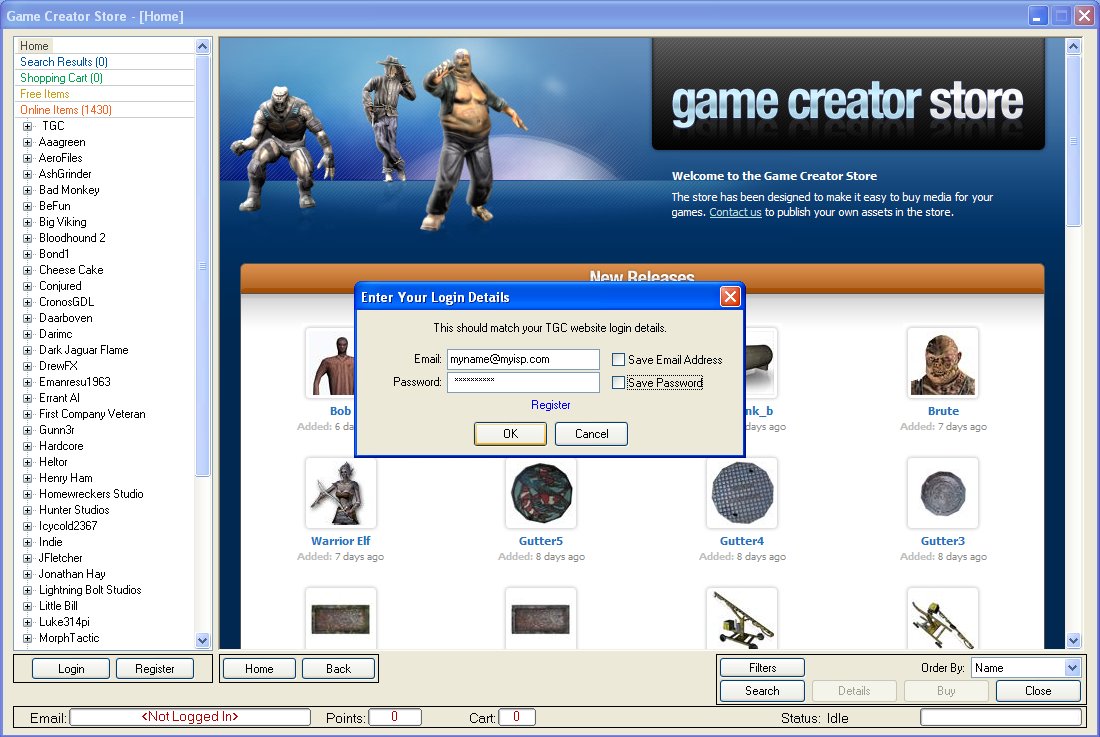 Game Creator Store - [Home]
Home
Search Results (0)
Shopping Cart (0)
Free Items
Online Items (1430)
TGC
Aaagreen
AeroFiles
AshGrinder
Bad Monkey
BeFun
Big Viking
Bloodhound 2
Bond1
Cheese Cake
Conjured
CronosGDL
Daarboven
Darimc
Dark Jaguar Flame
DrewFX
Emanresu1963
Errant AI
First Company Veteran
Gunn3r
Hardcore
Heltor
Henry Ham
Homewreckers Studio
Hunter Studios
Icycold2367
Indie
JFletcher
Jonathan Hay
Lightning Bolt Studios
Little Bill
Luke314pi
MorphTactic
game creator store
Welcome to the Game Creator Store
The store has been designed to make it easy to buy media for your
games. Contact us to publish your own assets in the store.
New Releases
Enter Your Login Details
This should match your TGC website login details.
Email: myname@myisp.com Save Email Address
Password: ********** Save Password
Register
OK Cancel
Bob nk_b Brute
Added: 6 da days ago Added: 7 days ago
Warrior Elf Gutter5 Gutter4 Gutter3
Added: 7 days ago Added: 8 days ago Added: 8 days ago Added: 8 days ago
Login Register Home Back Filters Order By: Name
Search Details Buy Close
Email: <Not Logged In> Points: 0 Cart: 0 Status: Idle